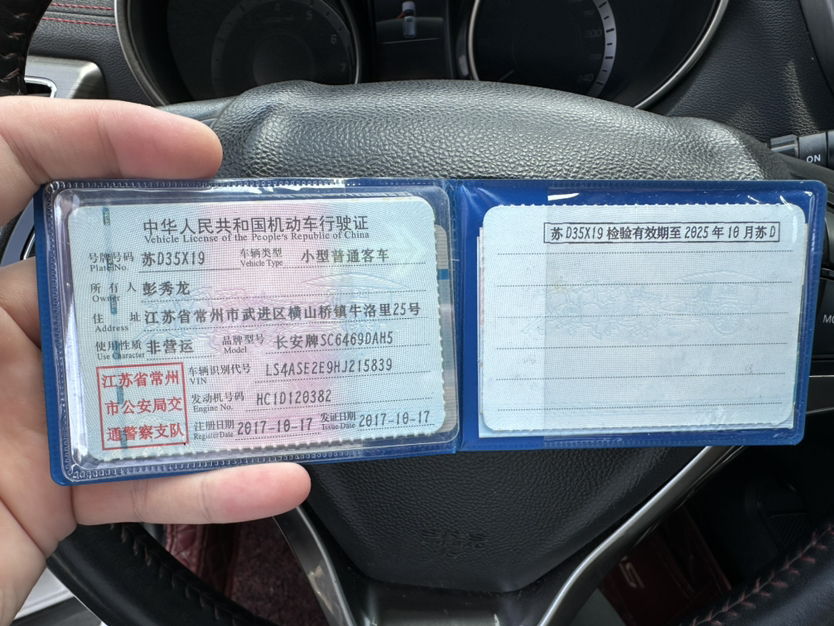 中华人民共和国机动车行驶证
Vehicle License of the People's Republic of China
号牌号码 苏D35X19 车辆类型 小型普通客车
Plate No. Vehicle Type
所有人 彭秀龙
Owner
住址 江苏省常州市武进区横山桥镇牛洛里25号
Address
使用性质 非营运 品牌型号 长安牌SC6469DAH5
Use Character Model
江苏省常州
市公安局交
通警察支队
车辆识别代号 LS4ASE2E9HJ215839
VIN
发动机号码 HC1D120382
Engine No.
注册日期 2017-10-17 发证日期 2017-10-17
Register Date Issue Date
苏D35X19 检验有效期至 2025年10月苏D
ON